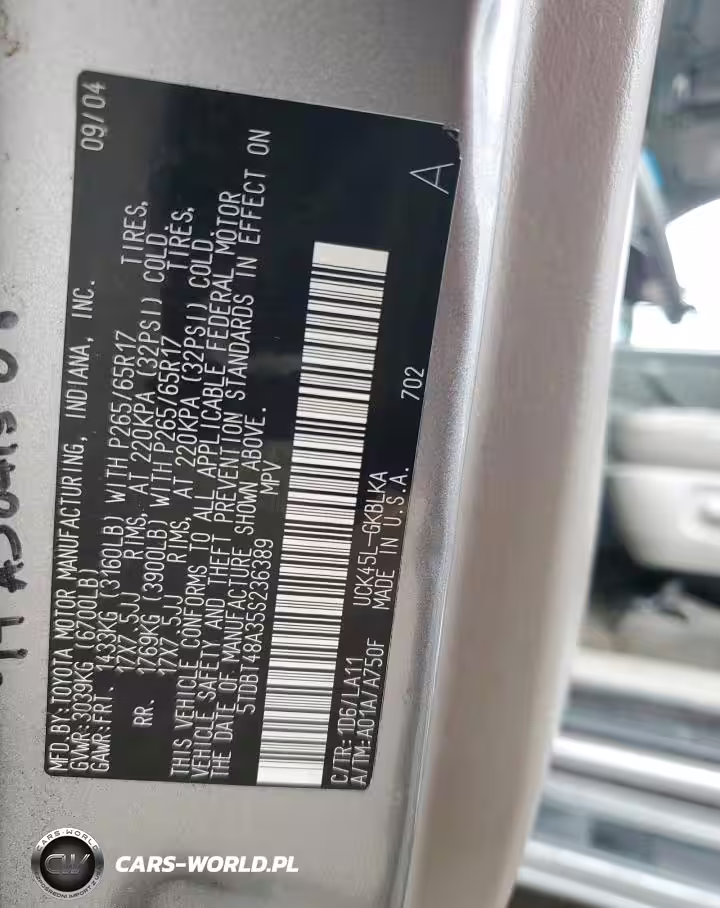 MFD.BY:TOYOTA MOTOR MANUFACTURING, INDIANA, INC. 09/04
GVWR:3039KG (6700LB)
GAWR:FRT. 1433KG (3160LB) WITH P265/65R17 TIRES,
17X7.5JJ RIMS, AT 220KPA (32PSI) COLD.
RR. 1769KG (3900LB) WITH P265/65R17 TIRES,
17X7.5JJ RIMS, AT 220KPA (32PSI) COLD.
THIS VEHICLE CONFORMS TO ALL APPLICABLE FEDERAL MOTOR
VEHICLE SAFETY AND THEFT PREVENTION STANDARDS IN EFFECT ON
THE DATE OF MANUFACTURE SHOWN ABOVE.
5TDBT48A35S236389 MPV
A
C/TR:1D6/LA11 UCK45L-GKBLKA 702
A/TM:A01A/A750F MADE IN U.S.A.
CARS-WORLD
CW
CARS-WORLD.PL